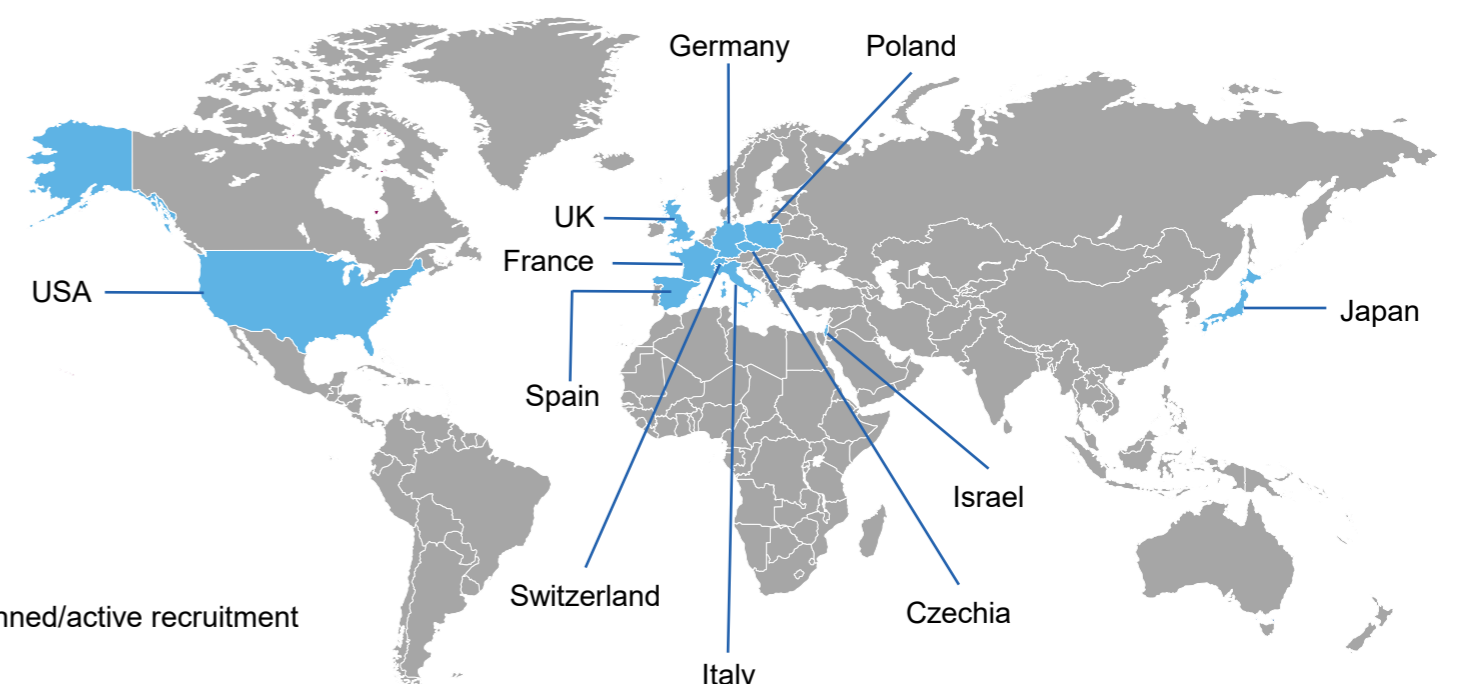 Germany
Poland
UK
France
USA
Japan
Spain
Israel
Switzerland
Czechia
nned/active recruitment
Italy